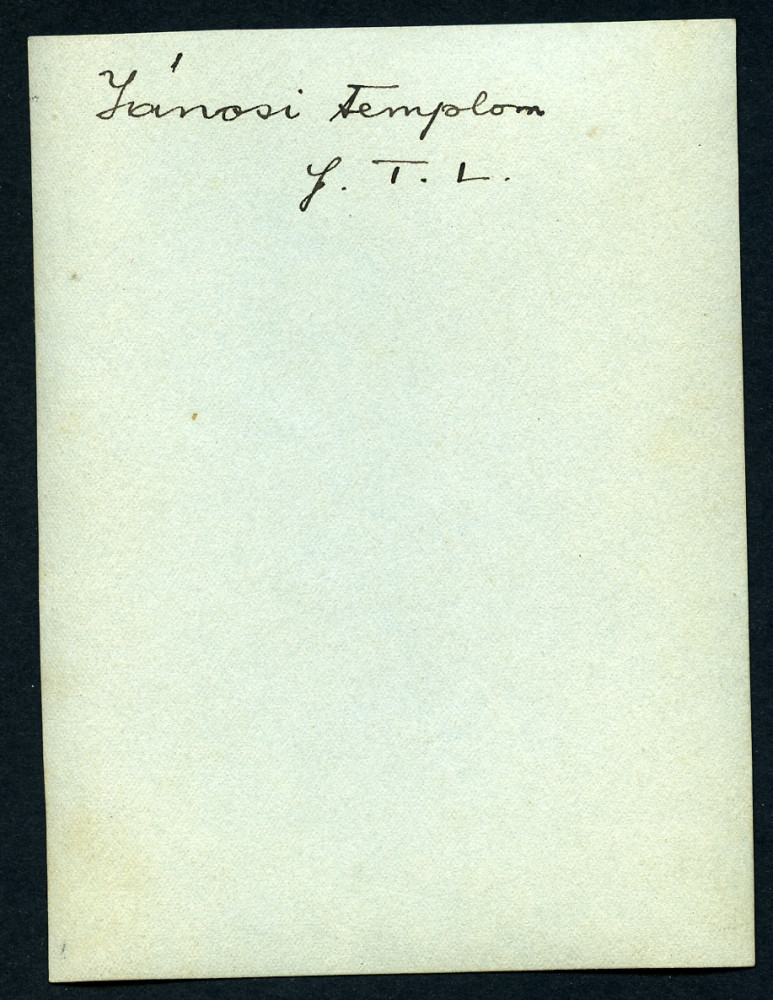 Jánosi templom
J. T. L.